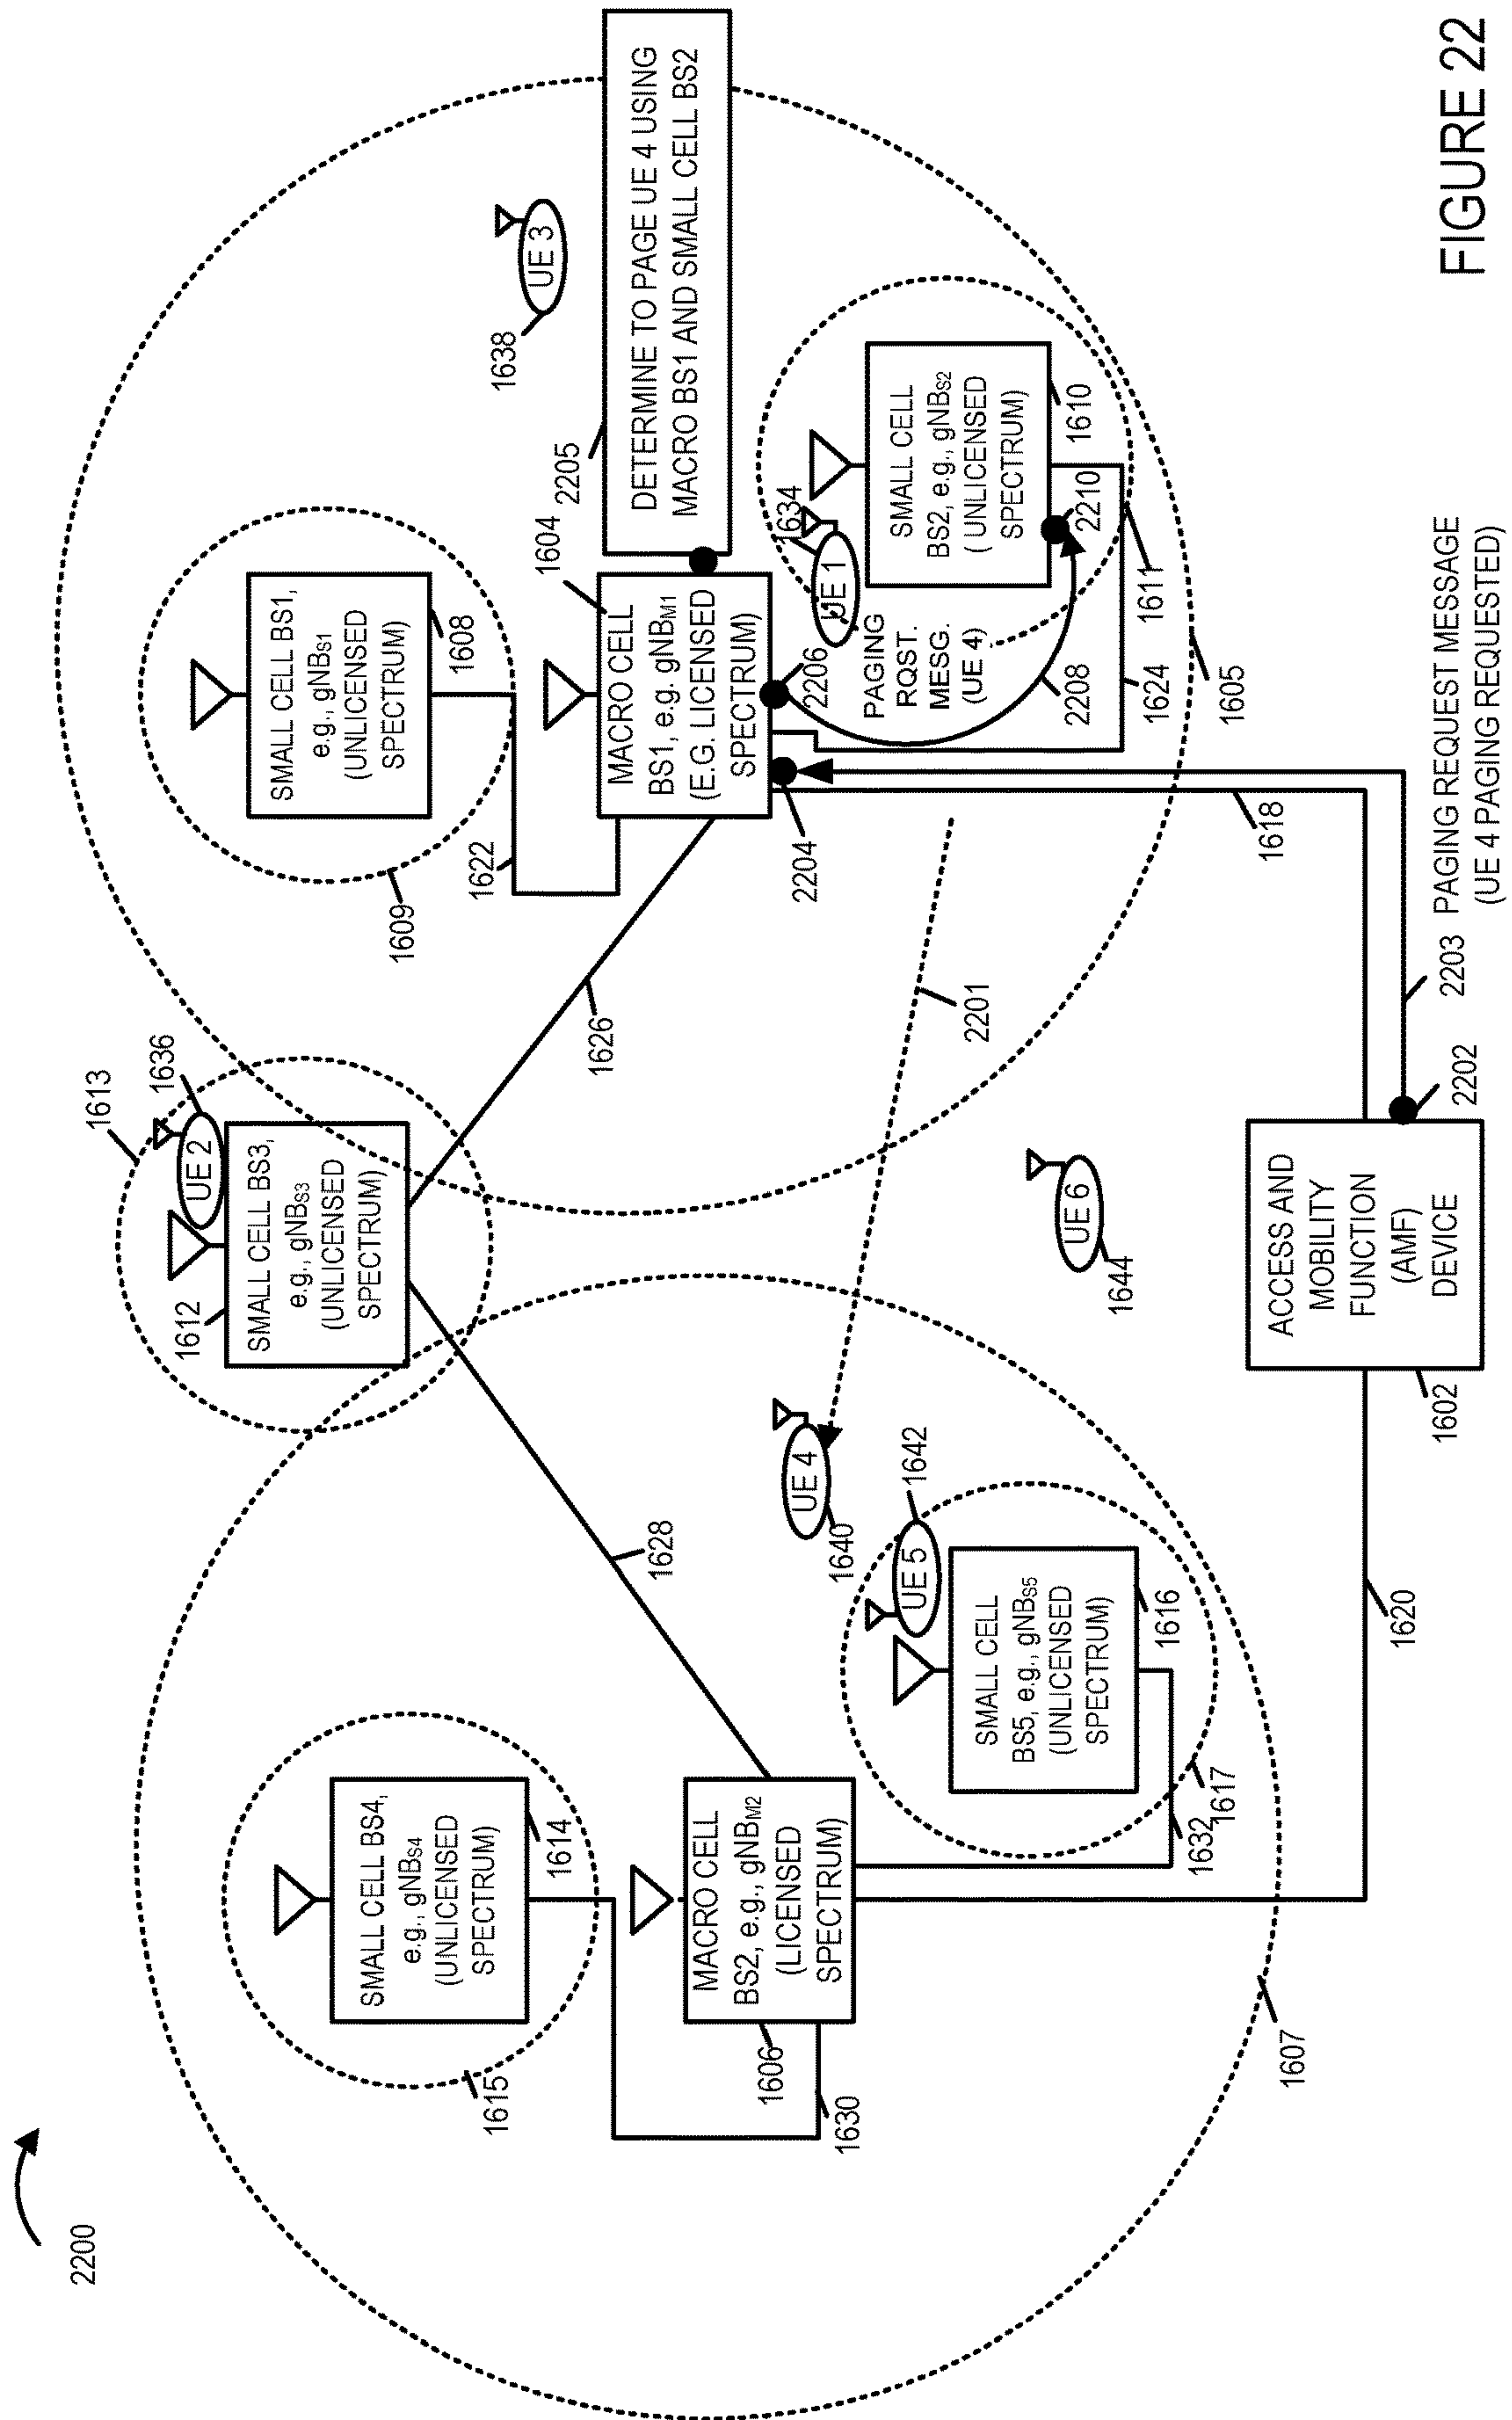 2200
1613
UE 2
1636
1612
SMALL CELL BS3,
e.g., gNBS3
(UNLICENSED
SPECTRUM)
SMALL CELL BS4,
e.g., gNBS4
(UNLICENSED
SPECTRUM)
1614
1615
SMALL CELL BS1,
e.g., gNBS1
(UNLICENSED
SPECTRUM)
1608
1609
1622
1626
1628
1638
UE 3
2205
DETERMINE TO PAGE UE 4 USING
MACRO BS1 AND SMALL CELL BS2
1604
MACRO CELL
BS1, e.g. gNBM1
(E.G. LICENSED
SPECTRUM)
MACRO CELL
BS2, e.g., gNBM2
(LICENSED
SPECTRUM)
1606
1630
UE 4
1640
UE 5
1642
SMALL CELL
BS5, e.g., gNBS5
(UNLICENSED
SPECTRUM)
1616
1617
1632
1607
2201
2204
2206
1634
UE 1
PAGING
RQST.
MESG.
(UE 4)
2208
SMALL CELL
BS2, e.g., gNBS2
( UNLICENSED
SPECTRUM)
1610
2210
1611
1624
1605
UE 6
1644
1618
1620
ACCESS AND
MOBILITY
FUNCTION
(AMF)
DEVICE
1602
2202
2203 PAGING REQUEST MESSAGE
(UE 4 PAGING REQUESTED)
FIGURE 22